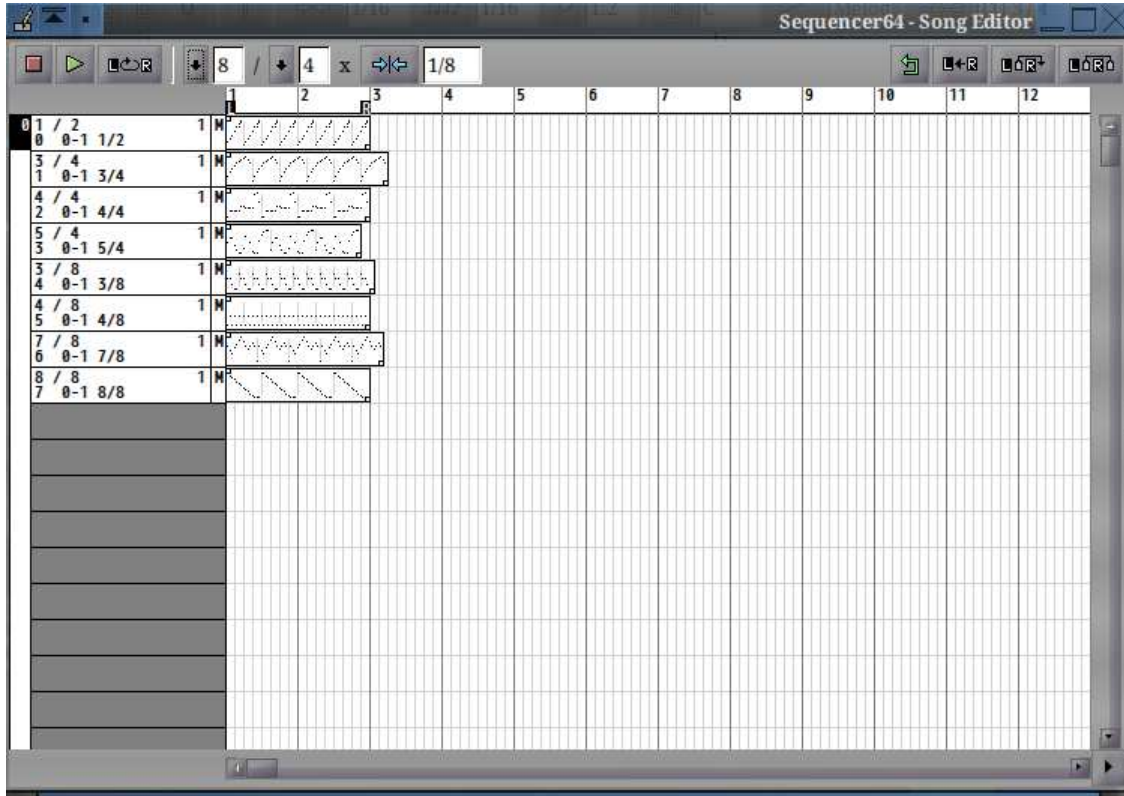 Sequencer64 - Song Editor
8 / 4 x 1/8
1 2 3 4 5 6 7 8 9 10 11 12
L R
0 1 / 2 1 M
0 0-1 1/2
3 / 4 1 M
1 0-1 3/4
4 / 4 1 M
2 0-1 4/4
5 / 4 1 M
3 0-1 5/4
3 / 8 1 M
4 0-1 3/8
4 / 8 1 M
5 0-1 4/8
7 / 8 1 M
6 0-1 7/8
8 / 8 1 M
7 0-1 8/8